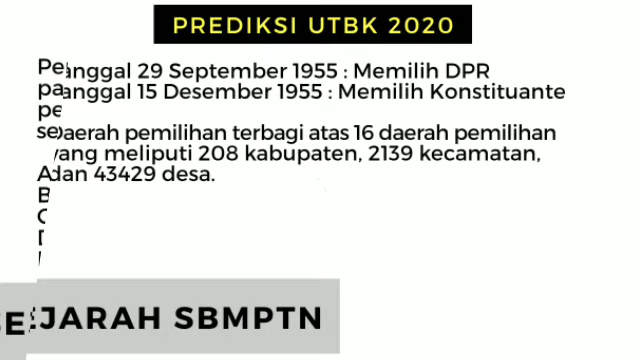 PREDIKSI UTBK 2020
anggal 29 September 1955 : Memilih DPR
anggal 15 Desember 1955 : Memilih Konstituante
aerah pemilihan terbagi atas 16 daerah pemilihan
yang meliputi 208 kabupaten, 2139 kecamatan,
dan 43429 desa.
A
B
JARAH SBMPTN